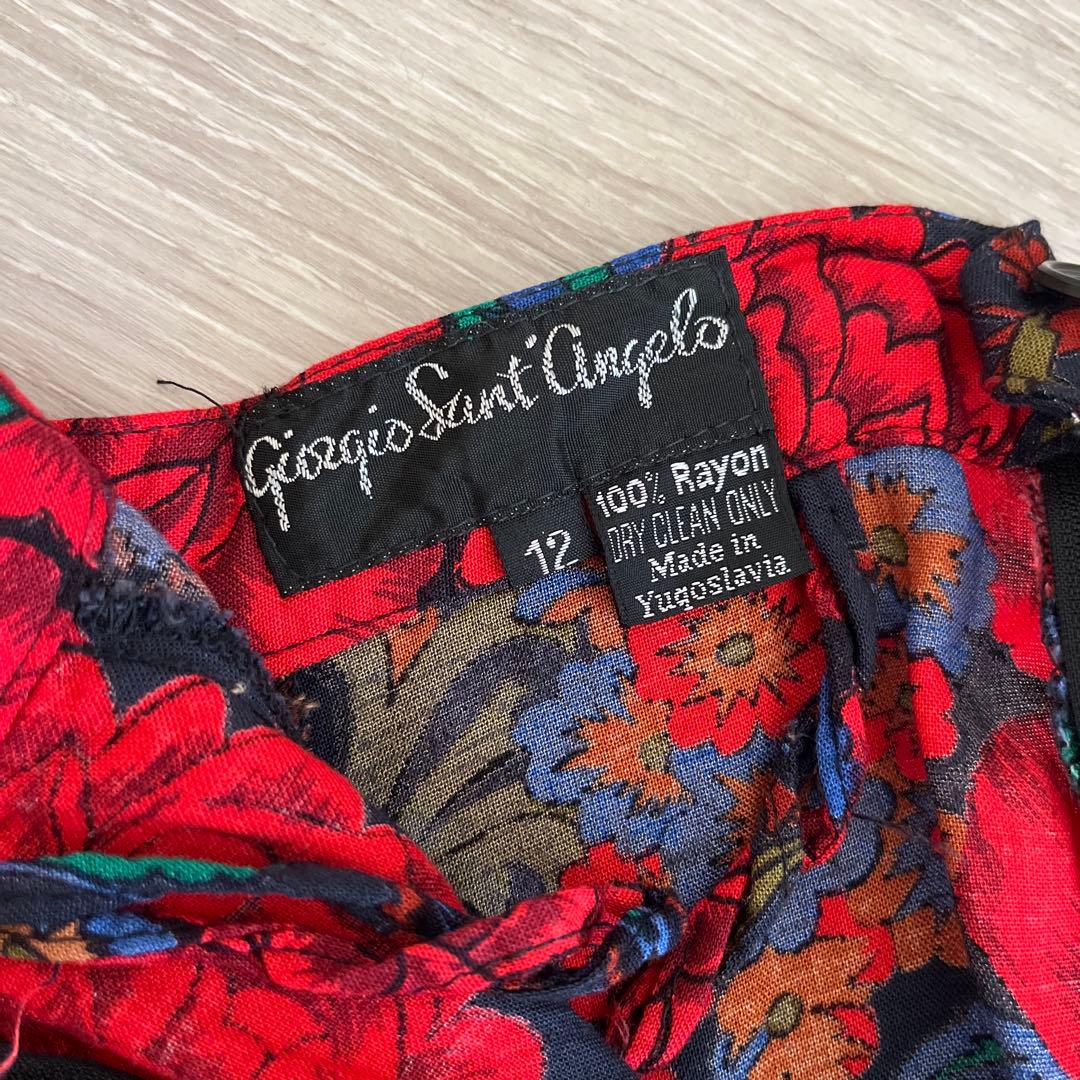 Giorgio Sant'Angelo
12
100% Rayon
DRY CLEAN ONLY
Made in
Yugoslavia